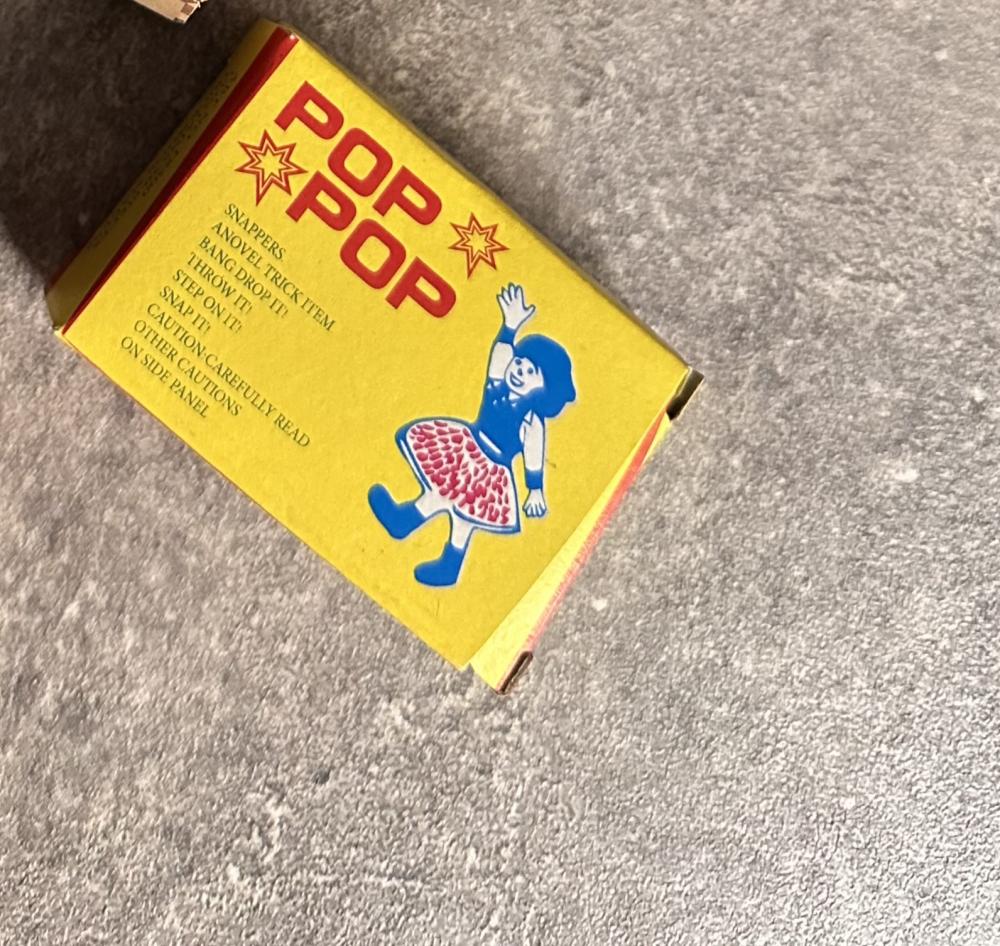 POP
POP
SNAPPERS
ANOVEL TRICK ITEM
BANG DROP IT!
THROW IT!
STEP ON IT!
SNAP IT!
CAUTION:CAREFULLY READ
OTHER CAUTIONS
ON SIDE PANEL